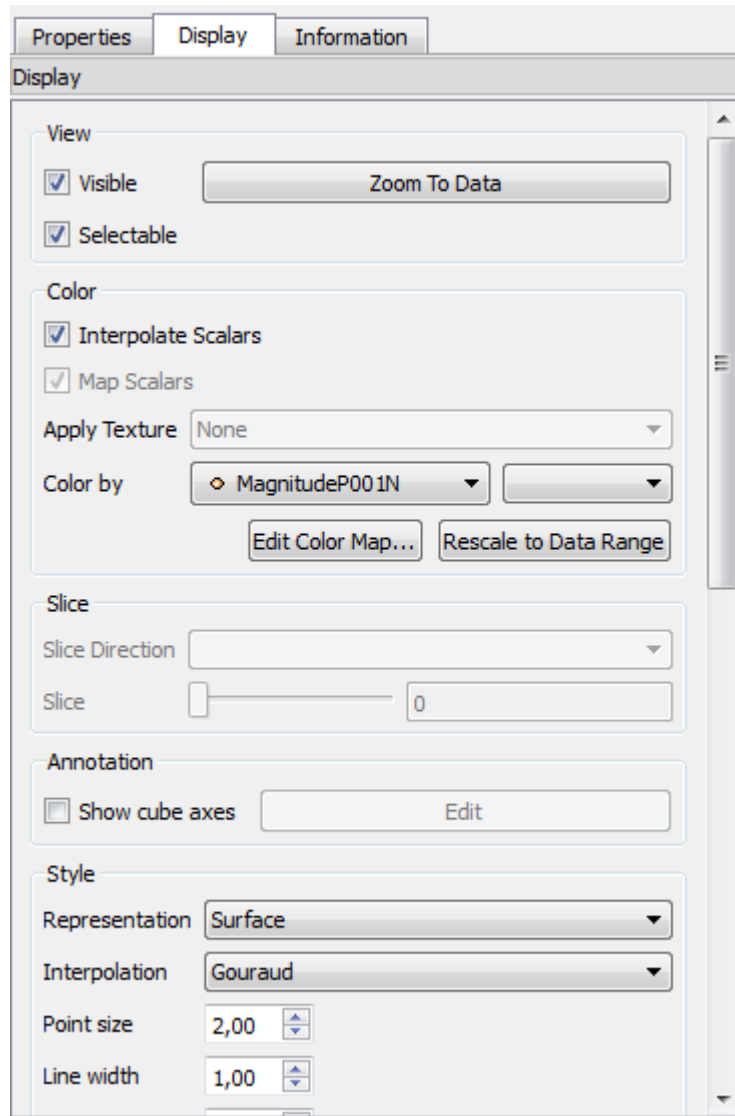 Properties Display Information
Display
View
Visible Zoom To Data
Selectable
Color
Interpolate Scalars
Map Scalars
Apply Texture None
Color by MagnitudeP001N
Edit Color Map... Rescale to Data Range
Slice
Slice Direction
Slice 0
Annotation
Show cube axes Edit
Style
Representation Surface
Interpolation Gouraud
Point size 2,00
Line width 1,00